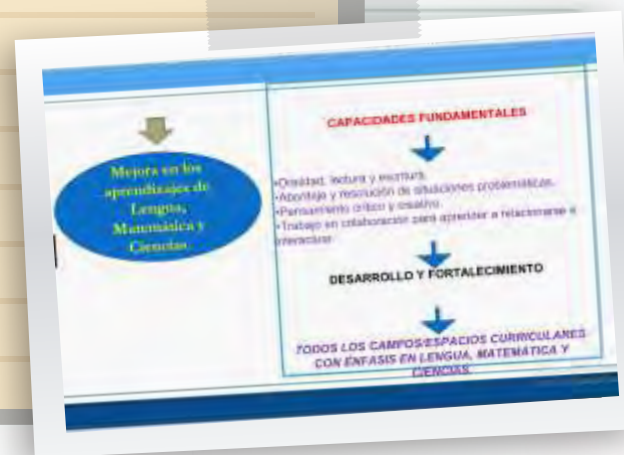 Mejora en los
aprendizajes de
Lengua,
Matemática y
Ciencias
CAPACIDADES FUNDAMENTALES
•Oralidad, lectura y escritura.
•Abordaje y resolución de situaciones problemáticas.
•Pensamiento crítico y creativo.
•Trabajo en colaboración para aprender a relacionarse e
interactuar.
DESARROLLO Y FORTALECIMIENTO
TODOS LOS CAMPOS/ESPACIOS CURRICULARES
CON ÉNFASIS EN LENGUA, MATEMÁTICA Y
CIENCIAS